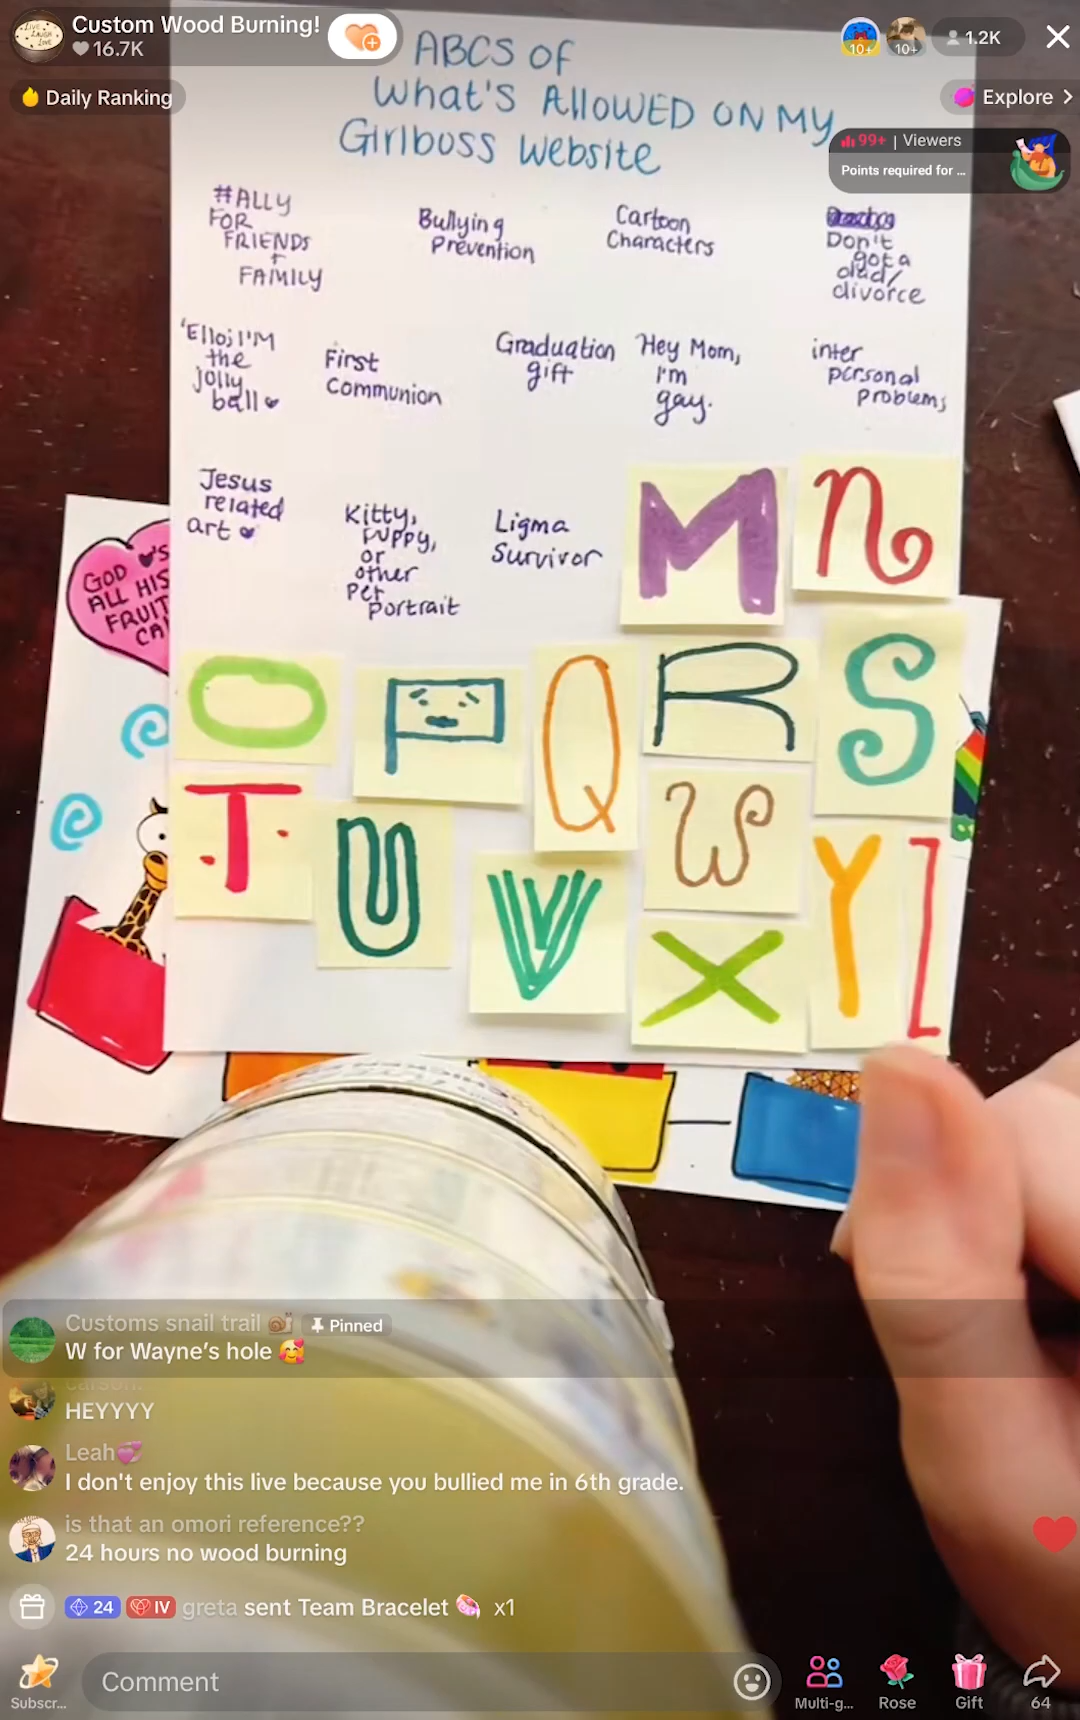 Custom Wood Burning!
16.7K
10+
10+
1.2K
Daily Ranking
Explore
99+ | Viewers
Points required for ...
ABCS OF
What's AllOWED ON MY
Girlboss Website
#ALLY
FOR
FRIENDS
+
FAMILY
Bullying
Prevention
Cartoon
Characters
Don't
got a
dad/
divorce
'Ello; I'M
the
jolly
ball
First
Communion
Graduation
gift
Hey Mom,
I'm
gay.
inter
personal
problems
Jesus
related
art
Kitty,
puppy,
or
other
pet
portrait
Ligma
Survivor
M
n
O
P
Q
R
S
T
U
V
W
X
Y
Z
GOD ♥'S
ALL HIS
FRUIT
CA
Customs snail trail 🐌 Pinned
W for Wayne's hole 🥰
Carson.
HEYYYY
Leah💞
I don't enjoy this live because you bullied me in 6th grade.
is that an omori reference??
24 hours no wood burning
24 IV greta sent Team Bracelet x1
Comment
Subscr...
Multi-g...
Rose
Gift
64